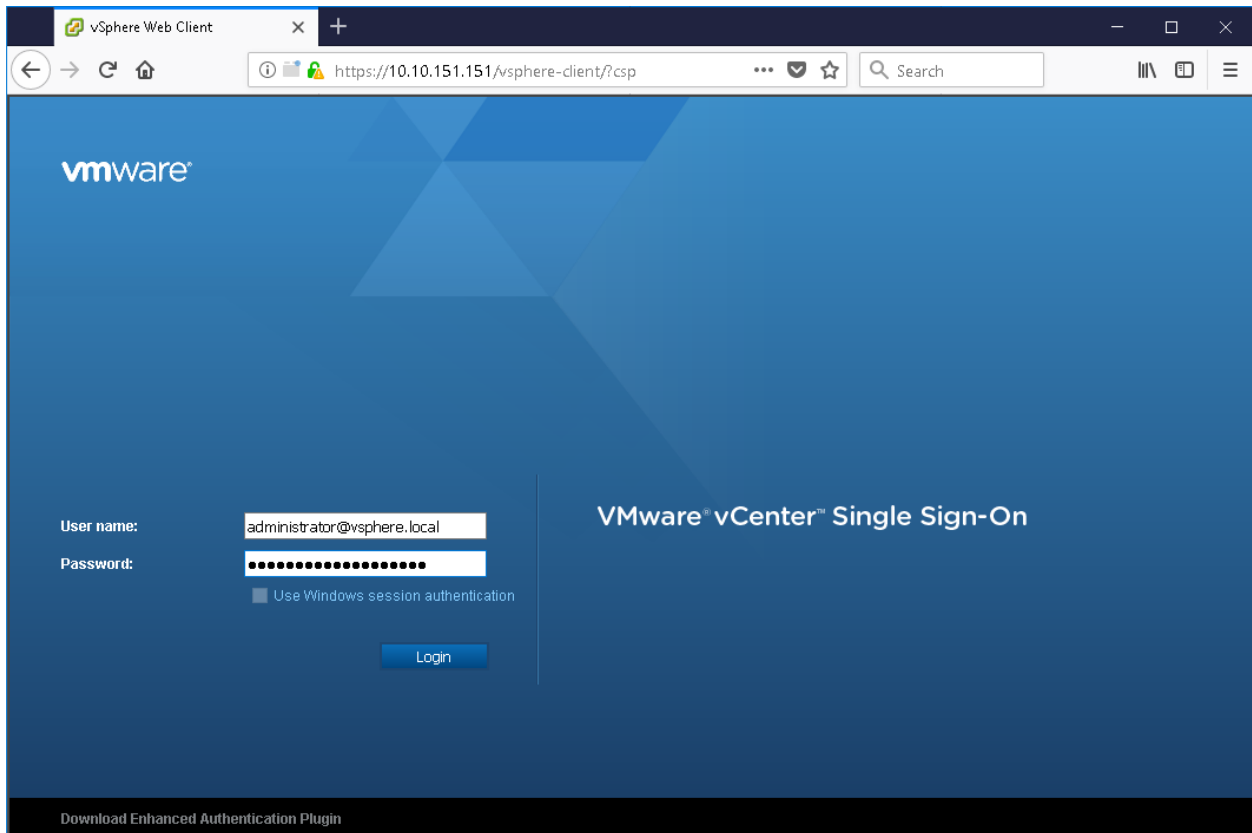 vSphere Web Client
https://10.10.151.151/vsphere-client/?csp
Search
vmware®
User name:
administrator@vsphere.local
VMware® vCenter™ Single Sign-On
Password:
•••••••••••••••••••
Use Windows session authentication
Login
Download Enhanced Authentication Plugin